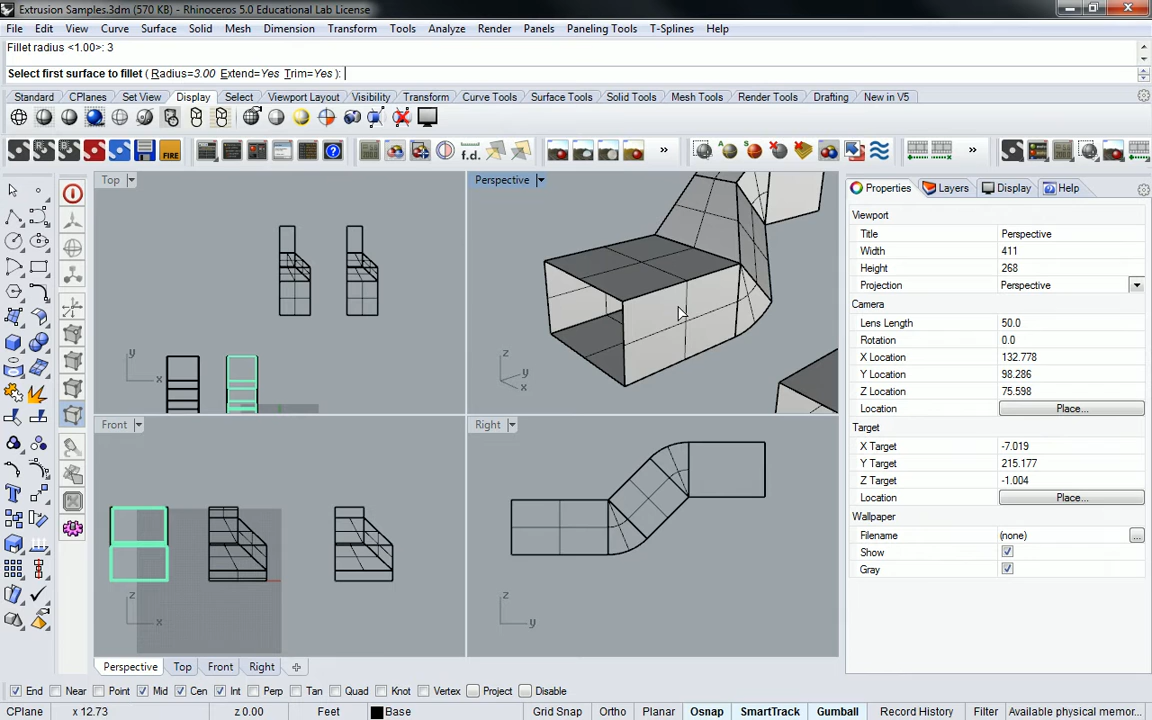 Extrusion Samples.3dm (570 KB) - Rhinoceros 5.0 Educational Lab License
File Edit View Curve Surface Solid Mesh Dimension Transform Tools Analyze Render Panels Paneling Tools T-Splines Help
Fillet radius <1.00>: 3
Select first surface to fillet ( Radius=3.00 Extend=Yes Trim=Yes ):
Standard CPlanes Set View Display Select Viewport Layout Visibility Transform Curve Tools Surface Tools Solid Tools Mesh Tools Render Tools Drafting New in V5
FIRE f.d. » »
Top
Perspective
Front
Right
z y x
y x
z x
z y
Properties Layers Display Help
Viewport
Title Perspective
Width 411
Height 268
Projection Perspective
Camera
Lens Length 50.0
Rotation 0.0
X Location 132.778
Y Location 98.286
Z Location 75.598
Location Place...
Target
X Target -7.019
Y Target 215.177
Z Target -1.004
Location Place...
Wallpaper
Filename (none) ...
Show
Gray
Perspective Top Front Right
End Near Point Mid Cen Int Perp Tan Quad Knot Vertex Project Disable
CPlane x 12.73 z 0.00 Feet Base Grid Snap Ortho Planar Osnap SmartTrack Gumball Record History Filter Available physical memor...